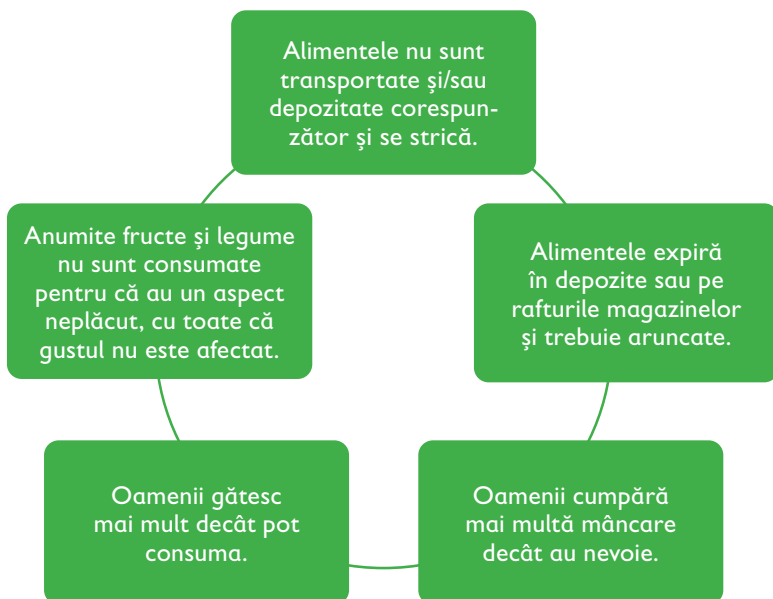 Alimentele nu sunt
transportate și/sau
depozitate corespun-
zător și se strică.
Anumite fructe și legume
nu sunt consumate
pentru că au un aspect
neplăcut, cu toate că
gustul nu este afectat.
Alimentele expiră
în depozite sau pe
rafturile magazinelor
și trebuie aruncate.
Oamenii gătesc
mai mult decât pot
consuma.
Oamenii cumpără
mai multă mâncare
decât au nevoie.